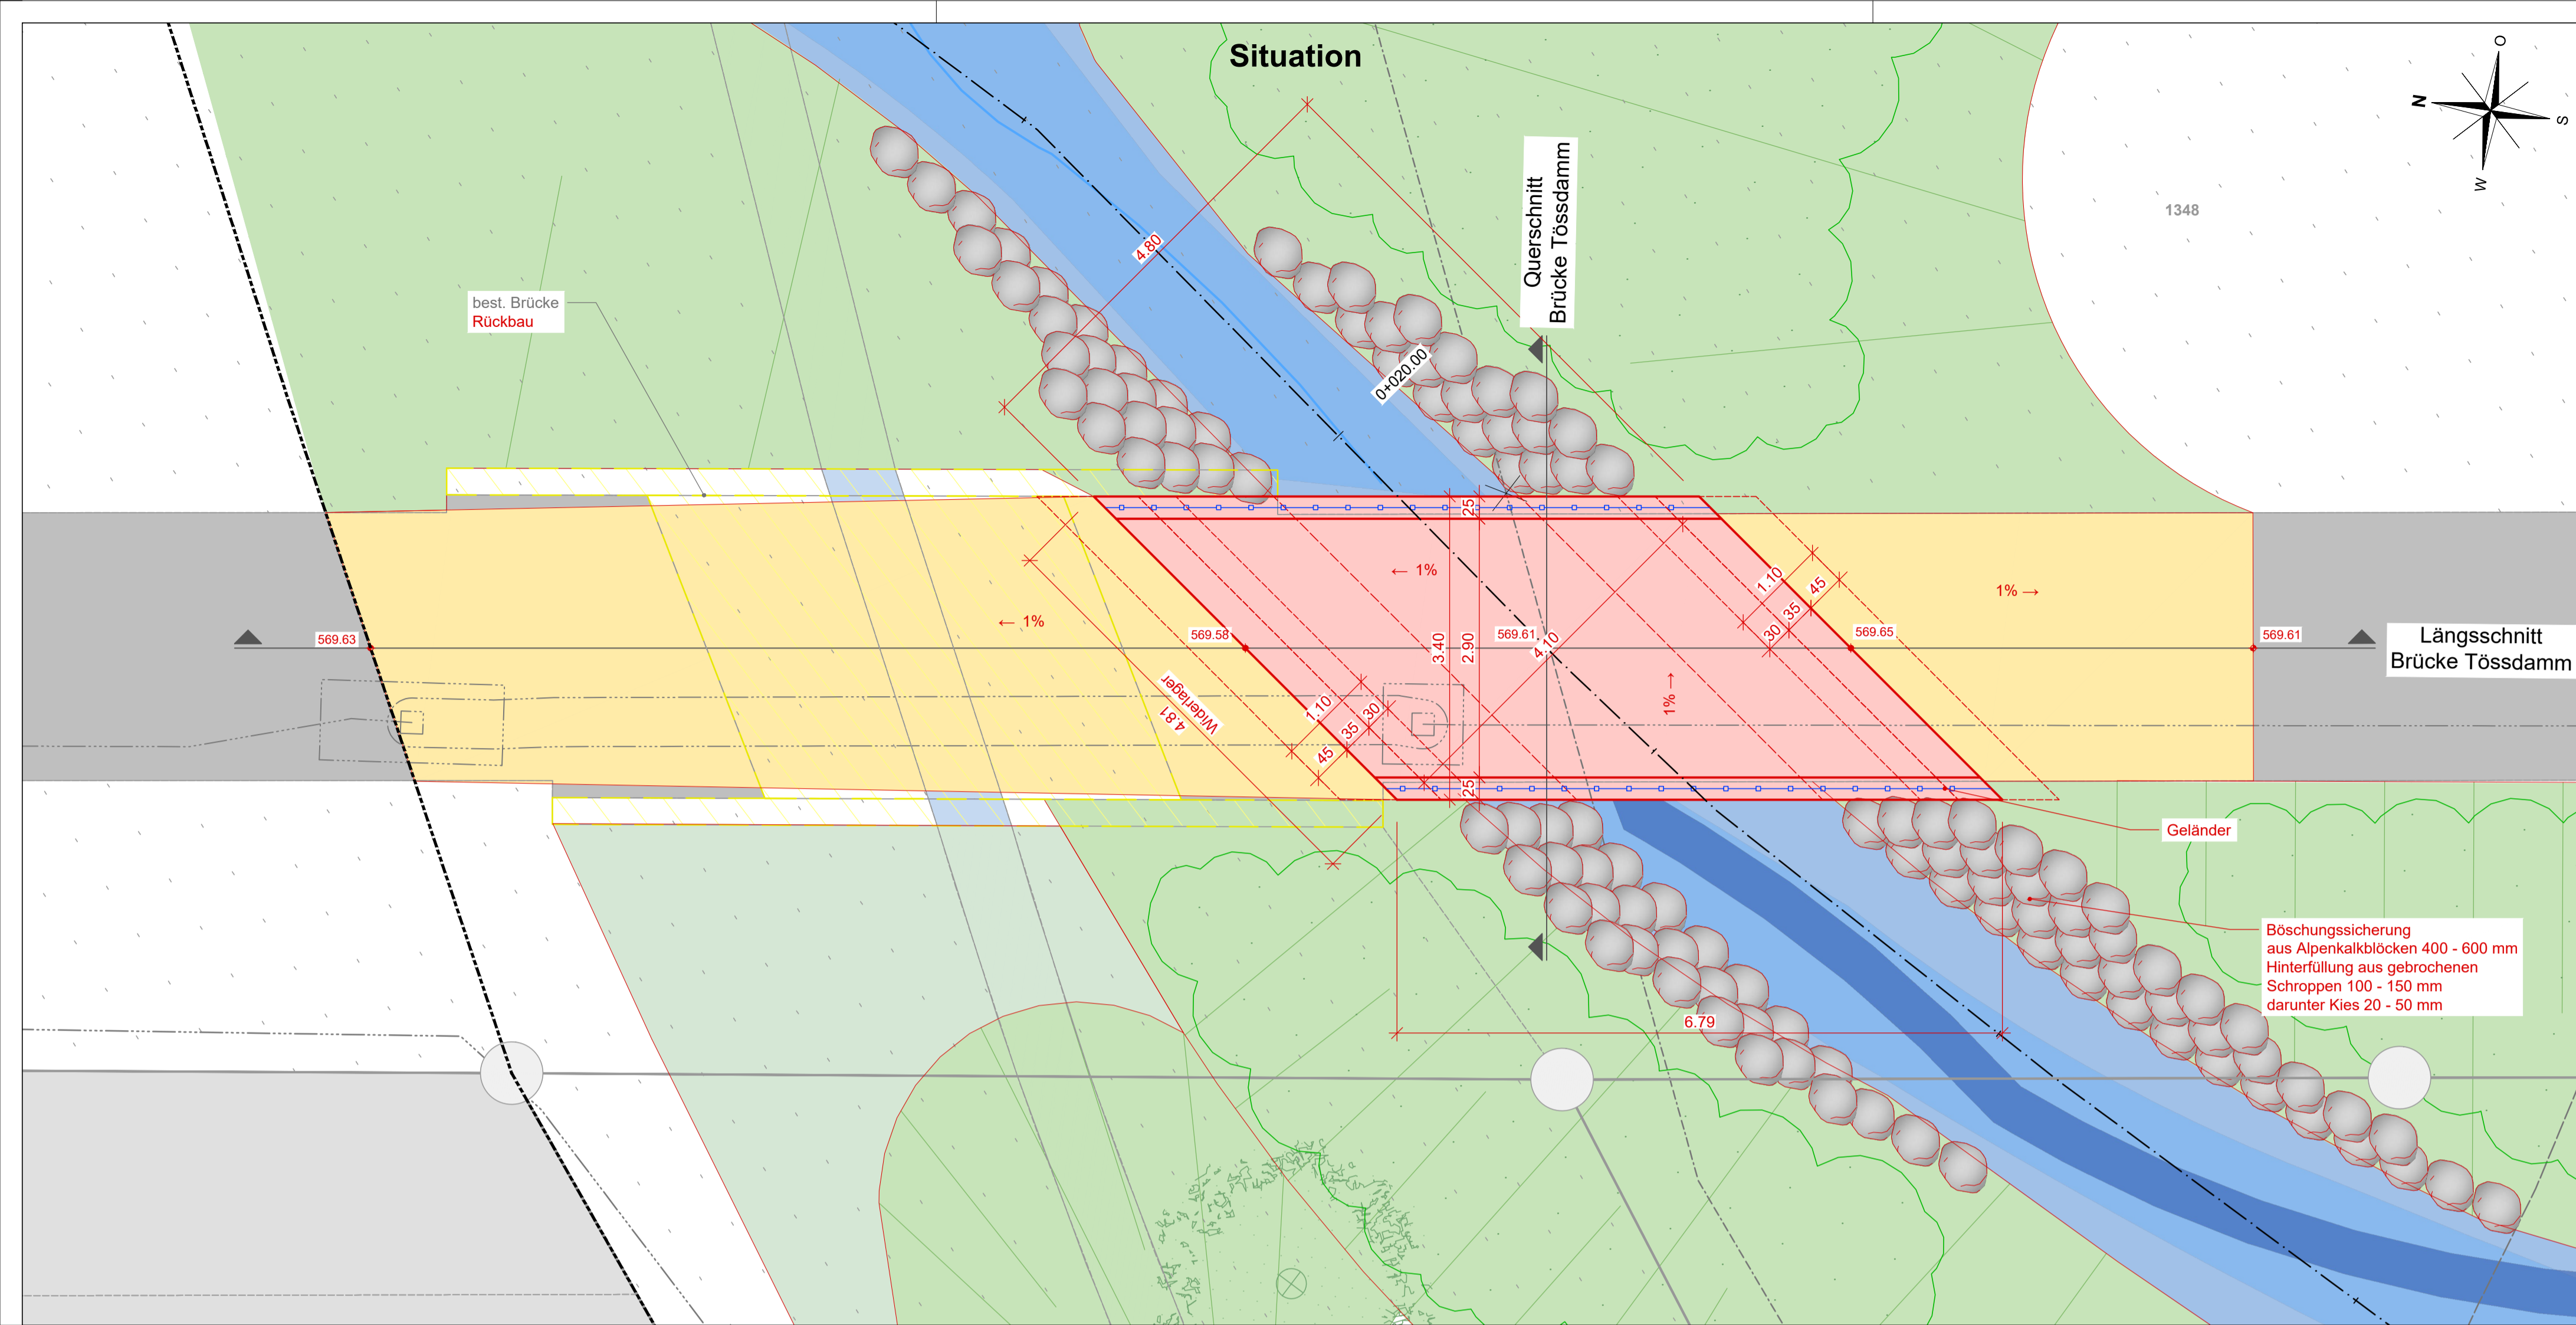 Situation
O
N
S
W
Querschnitt
Brücke Tössdamm
1348
4.80
best. Brücke
Rückbau
0+020.00
25
← 1%
1.10
45
35
30
1% →
← 1%
569.63
569.58
3.40
2.90
569.61
4.10
569.65
569.61
Längsschnitt
Brücke Tössdamm
Widerlager
4.81
1.10
30
35
45
1% →
25
Geländer
Böschungssicherung
aus Alpenkalkblöcken 400 - 600 mm
Hinterfüllung aus gebrochenen
Schroppen 100 - 150 mm
darunter Kies 20 - 50 mm
6.79